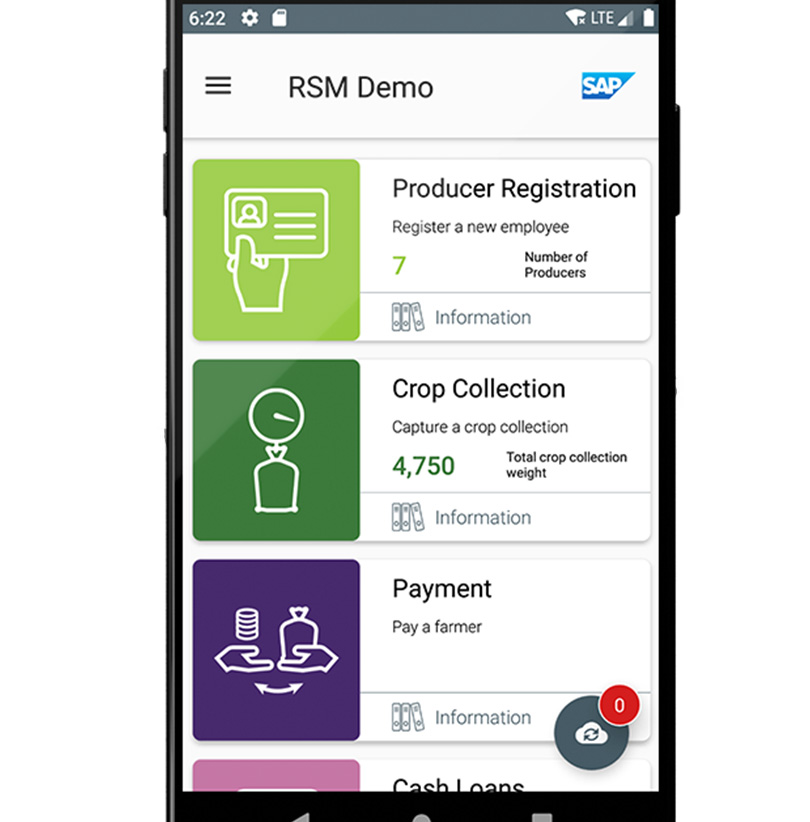 6:22
LTE
RSM Demo
SAP
Producer Registration
Register a new employee
7
Number of
Producers
Information
Crop Collection
Capture a crop collection
4,750
Total crop collection
weight
Information
Payment
Pay a farmer
Information
0
Cash Loans